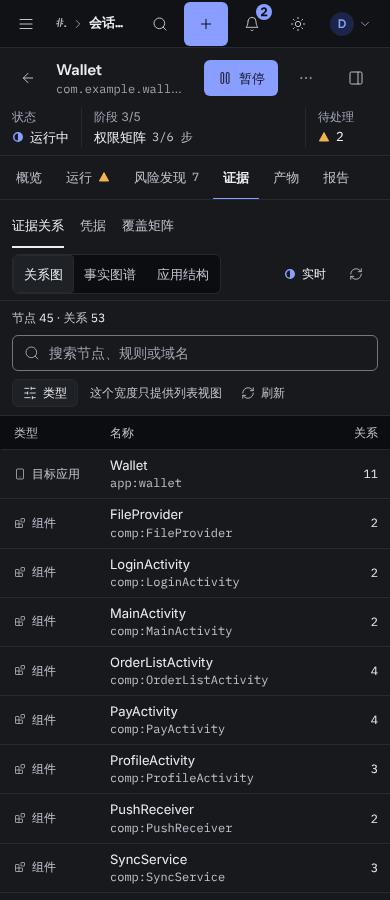 #. 会话… 2 D
Wallet
com.example.wall…
暂停
状态 阶段 3/5 待处理
运行中 权限矩阵 3/6 步 2
概览 运行 风险发现 7 证据 产物 报告
证据关系 凭据 覆盖矩阵
关系图 事实图谱 应用结构 实时
节点 45 · 关系 53
搜索节点、规则或域名
类型 这个宽度只提供列表视图 刷新
类型 名称 关系
目标应用 Wallet 11
app:wallet
组件 FileProvider 2
comp:FileProvider
组件 LoginActivity 2
comp:LoginActivity
组件 MainActivity 2
comp:MainActivity
组件 OrderListActivity 4
comp:OrderListActivity
组件 PayActivity 4
comp:PayActivity
组件 ProfileActivity 3
comp:ProfileActivity
组件 PushReceiver 2
comp:PushReceiver
组件 SyncService 3
comp:SyncService